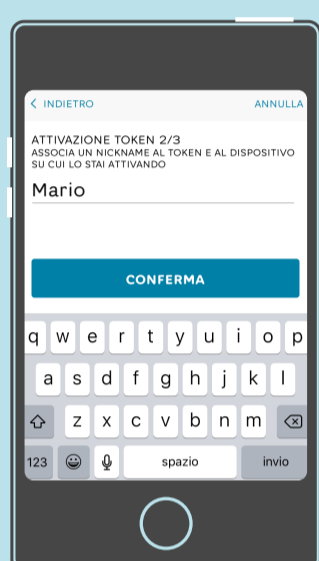 < INDIETRO ANNULLA
ATTIVAZIONE TOKEN 2/3
ASSOCIA UN NICKNAME AL TOKEN E AL DISPOSITIVO
SU CUI LO STAI ATTIVANDO
Mario
CONFERMA
q w e r t y u i o p
a s d f g h j k l
z x c v b n m
123 spazio invio